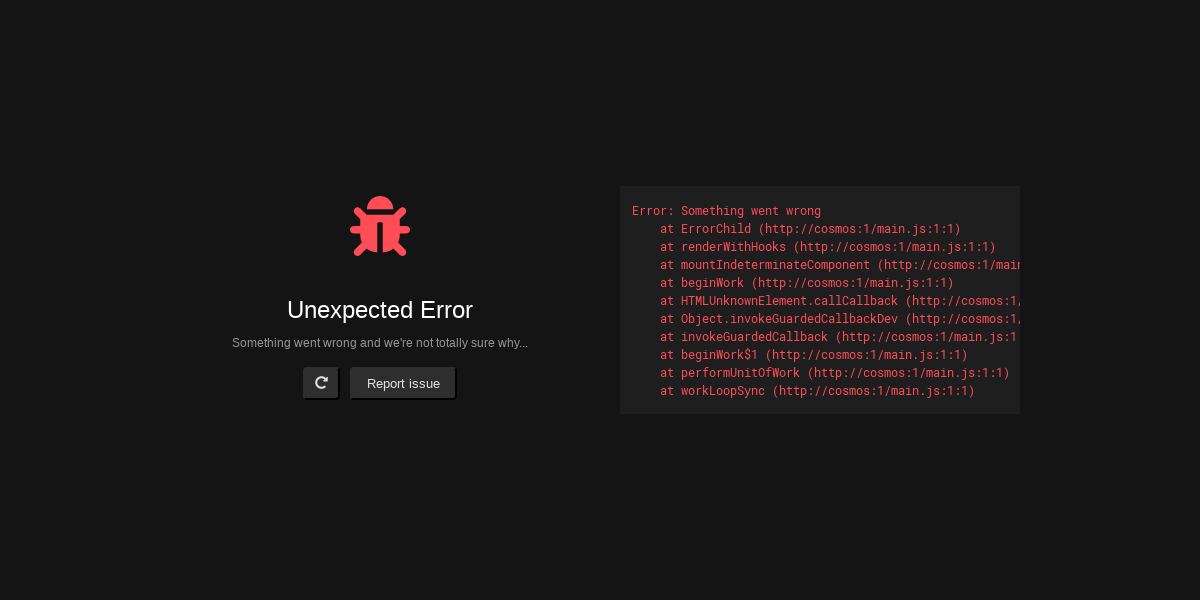 Unexpected Error
Something went wrong and we're not totally sure why...
Report issue
Error: Something went wrong
at ErrorChild (http://cosmos:1/main.js:1:1)
at renderWithHooks (http://cosmos:1/main.js:1:1)
at mountIndeterminateComponent (http://cosmos:1/main
at beginWork (http://cosmos:1/main.js:1:1)
at HTMLUnknownElement.callCallback (http://cosmos:1/
at Object.invokeGuardedCallbackDev (http://cosmos:1/
at invokeGuardedCallback (http://cosmos:1/main.js:1
at beginWork$1 (http://cosmos:1/main.js:1:1)
at performUnitOfWork (http://cosmos:1/main.js:1:1)
at workLoopSync (http://cosmos:1/main.js:1:1)